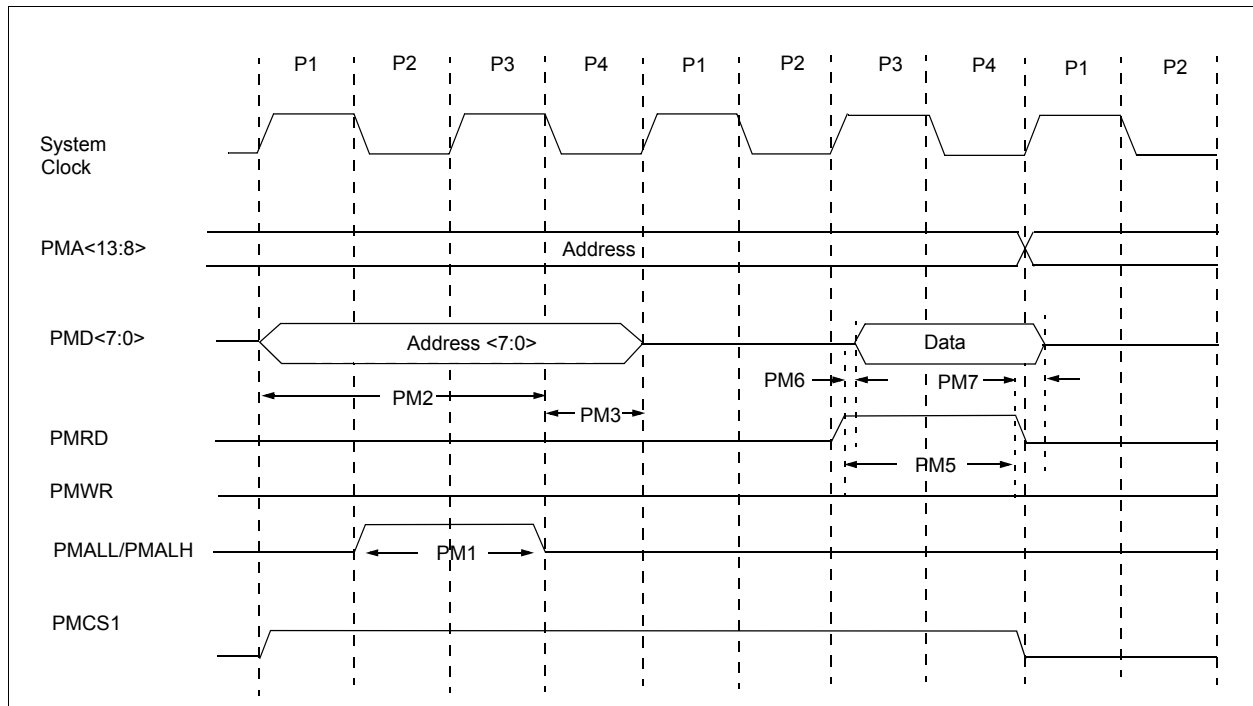 P1 P2 P3 P4 P1 P2 P3 P4 P1 P2
System
Clock
PMA<13:8>
Address
PMD<7:0>
Address <7:0>
Data
PM2
PM3
PM6
PM7
PMRD
PM5
PMWR
PMALL/PMALH
PM1
PMCS1